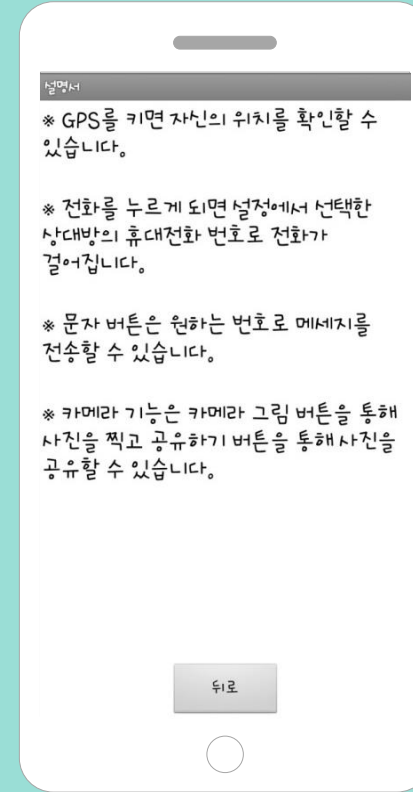 설명서
※ GPS를 키면 자신의 위치를 확인할 수
있습니다.
※ 전화를 누르게 되면 설정에서 선택한
상대방의 휴대전화 번호로 전화가
걸어집니다.
※ 문자 버튼은 원하는 번호로 메세지를
전송할 수 있습니다.
※ 카메라 기능은 카메라 그림 버튼을 통해
사진을 찍고 공유하기 버튼을 통해 사진을
공유할 수 있습니다.
뒤로